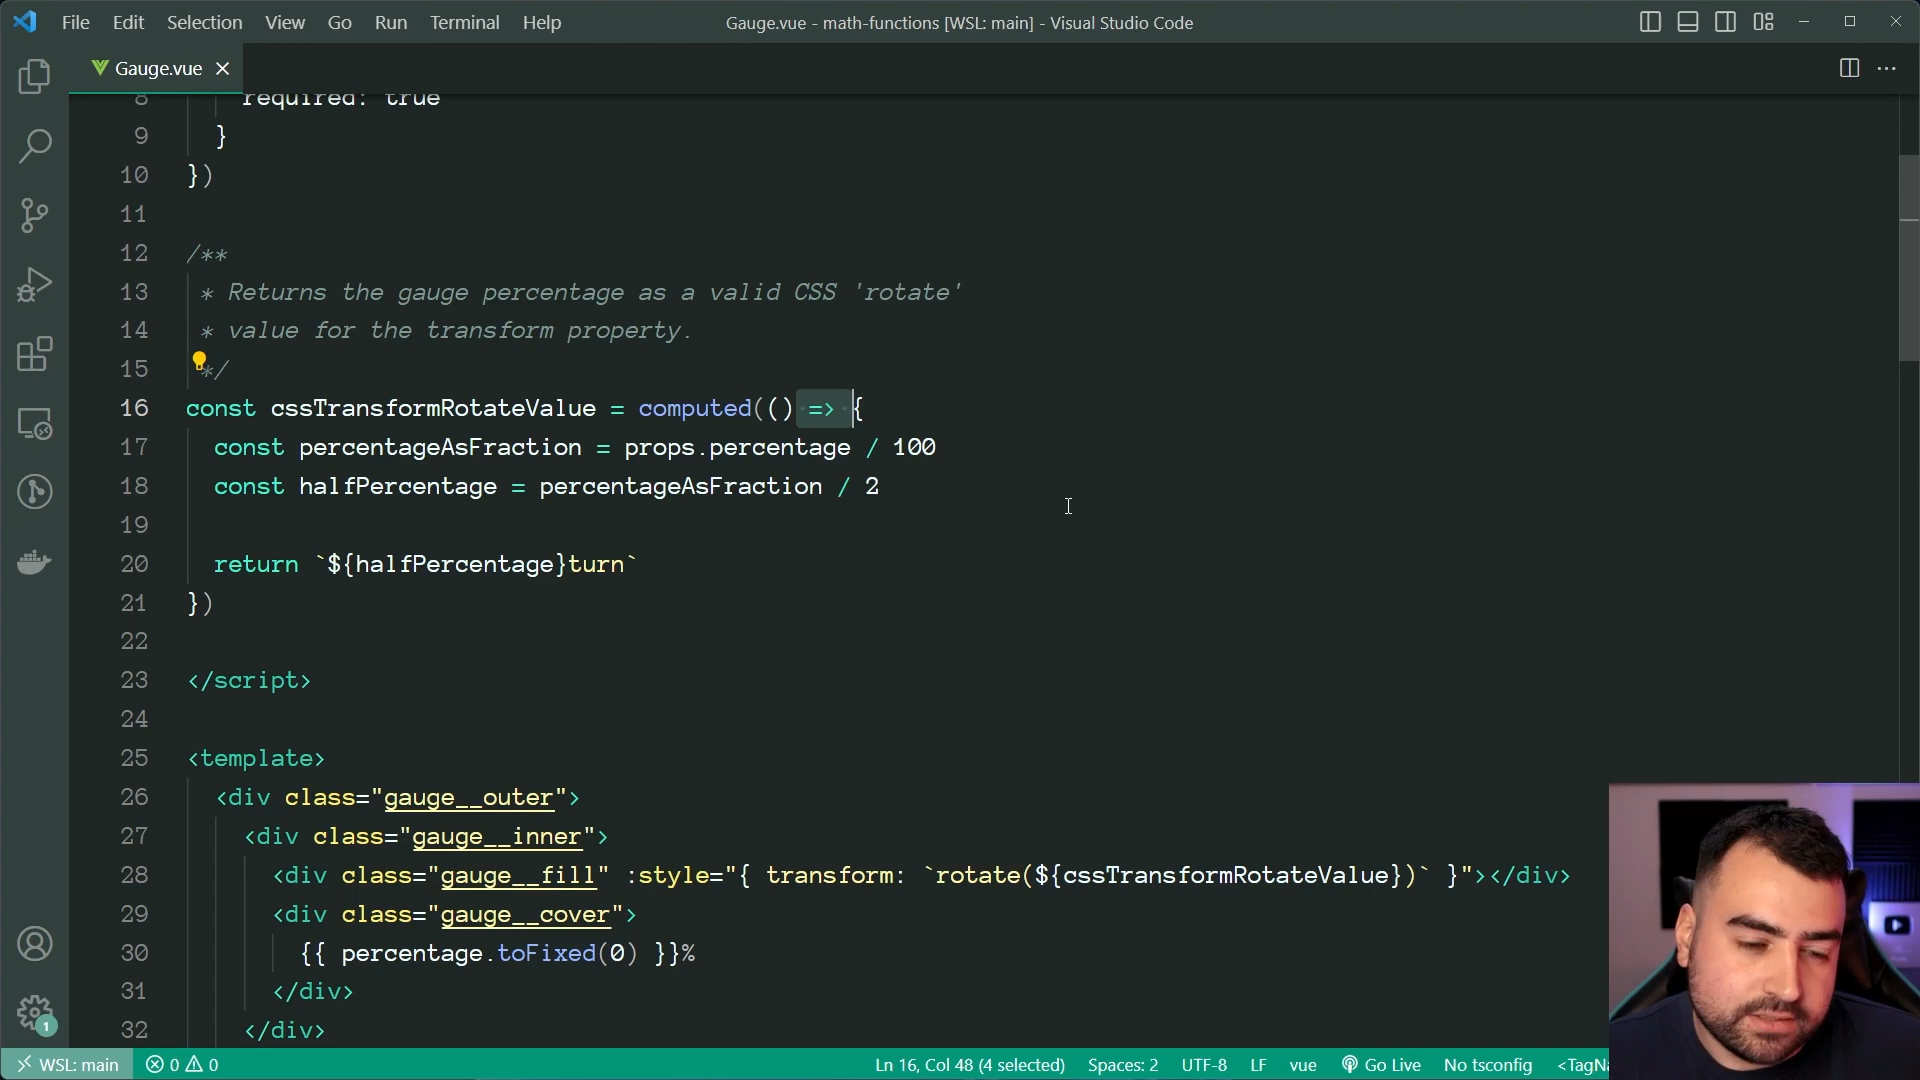 File Edit Selection View Go Run Terminal Help Gauge.vue - math-functions [WSL: main] - Visual Studio Code
Gauge.vue
8 required: true
9 }
10 })
11
12 /**
13 * Returns the gauge percentage as a valid CSS 'rotate'
14 * value for the transform property.
15 */
16 const cssTransformRotateValue = computed(() => {
17 const percentageAsFraction = props.percentage / 100
18 const halfPercentage = percentageAsFraction / 2
19
20 return `${halfPercentage}turn`
21 })
22
23 </script>
24
25 <template>
26 <div class="gauge__outer">
27 <div class="gauge__inner">
28 <div class="gauge__fill" :style="{ transform: `rotate(${cssTransformRotateValue})` }"></div>
29 <div class="gauge__cover">
30 {{ percentage.toFixed(0) }}%
31 </div>
32 </div>
1
WSL: main 0 0 Ln 16, Col 48 (4 selected) Spaces: 2 UTF-8 LF vue Go Live No tsconfig <TagNa